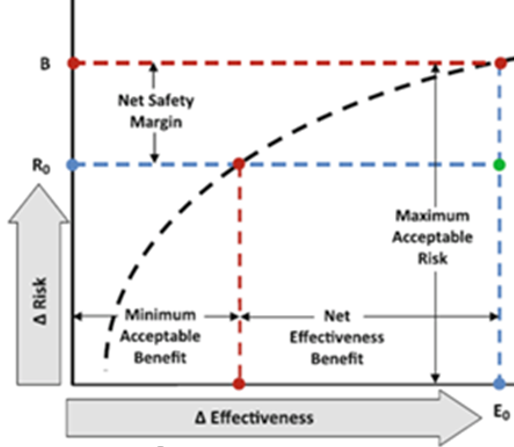 B
Net Safety
Margin
R₀
Maximum
Acceptable
Risk
Δ Risk
Minimum
Acceptable
Benefit
Net
Effectiveness
Benefit
E₀
Δ Effectiveness